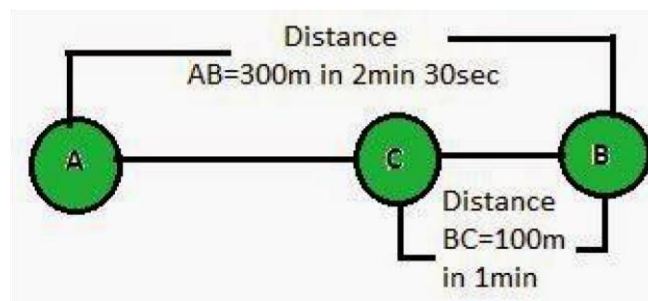 Distance
AB=300m in 2min 30sec
A
C
B
Distance
BC=100m
in 1min